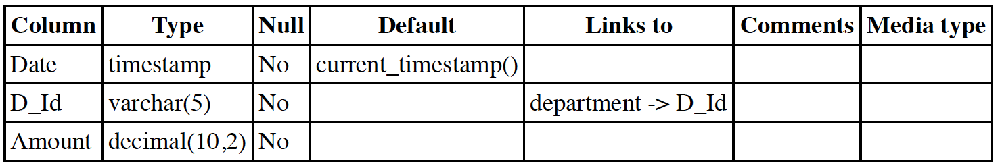 Column Type Null Default Links to Comments Media type
Date timestamp No current_timestamp()
D_Id varchar(5) No department -> D_Id
Amount decimal(10,2) No